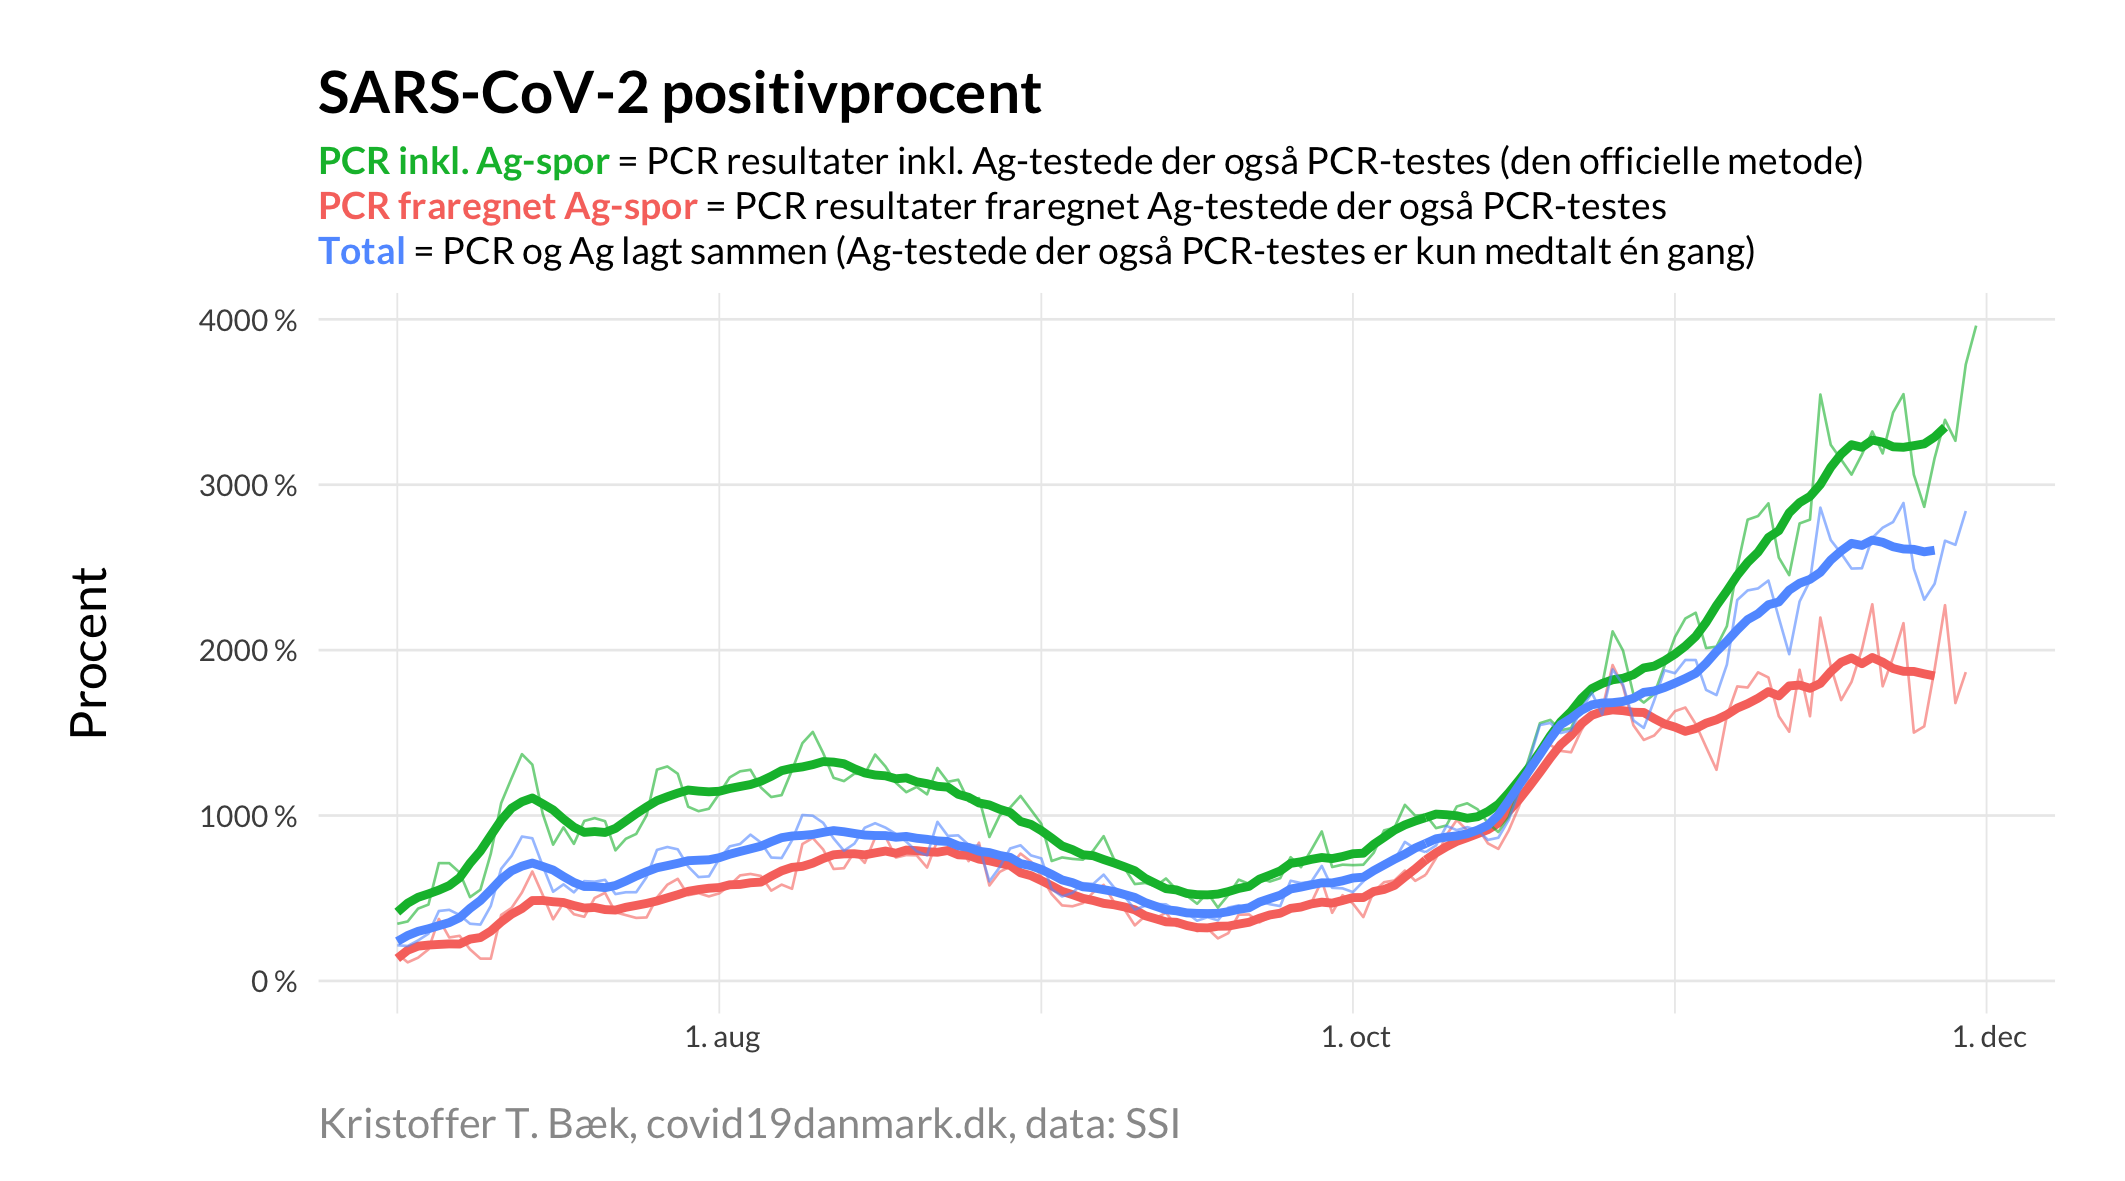 SARS-CoV-2 positivprocent
PCR inkl. Ag-spor = PCR resultater inkl. Ag-testede der også PCR-testes (den officielle metode)
PCR fraregnet Ag-spor = PCR resultater fraregnet Ag-testede der også PCR-testes
Total = PCR og Ag lagt sammen (Ag-testede der også PCR-testes er kun medtalt én gang)
Procent
4000 %
3000 %
2000 %
1000 %
0 %
1. aug
1. oct
1. dec
Kristoffer T. Bæk, covid19danmark.dk, data: SSI